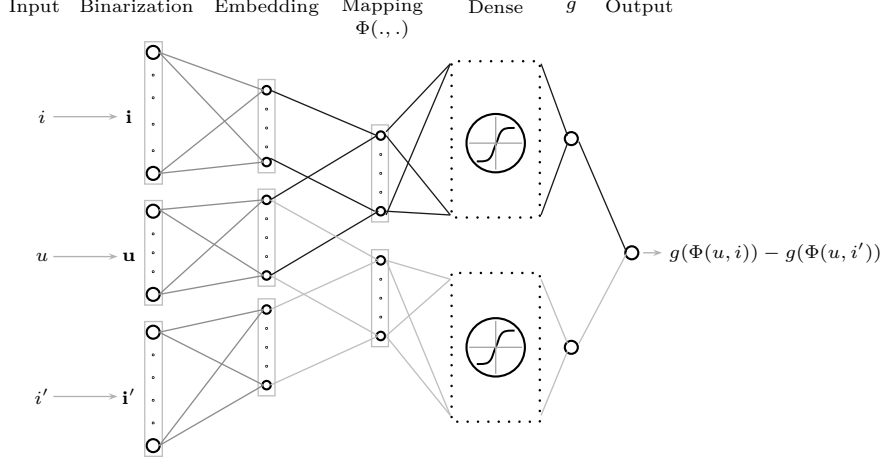 Input Binarization Embedding Mapping Dense g Output
Φ(., .)
i i
u u g(Φ(u, i)) − g(Φ(u, i′))
i′ i′